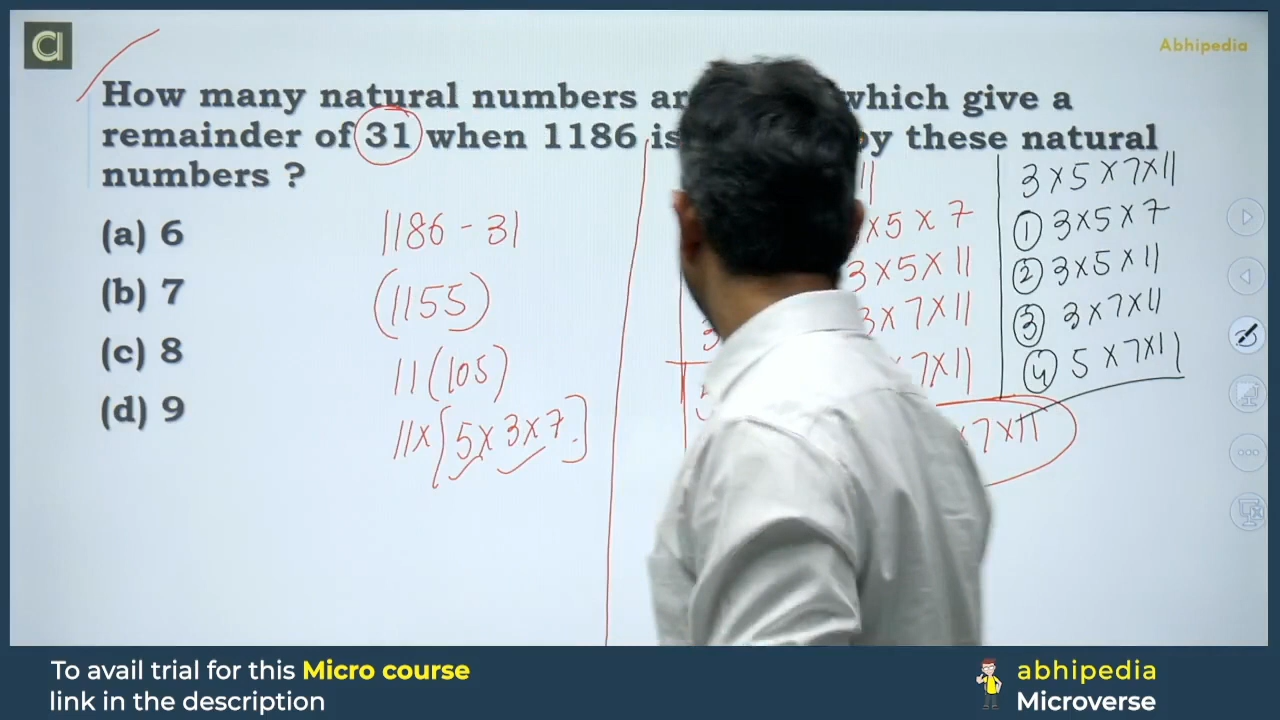 Abhipedia
How many natural numbers which give a
remainder of 31 when 1186 is by these natural
numbers ?
(a) 6
(b) 7
(c) 8
(d) 9
1186 - 31
(1155)
11(105)
11×[5×3×7]
11
×5×7
3×5×11
3×7×11
7×11
×7×11
3×5×7×11
① 3×5×7
② 3×5×11
③ 3×7×11
④ 5×7×11
To avail trial for this Micro course
link in the description
abhipedia
Microverse